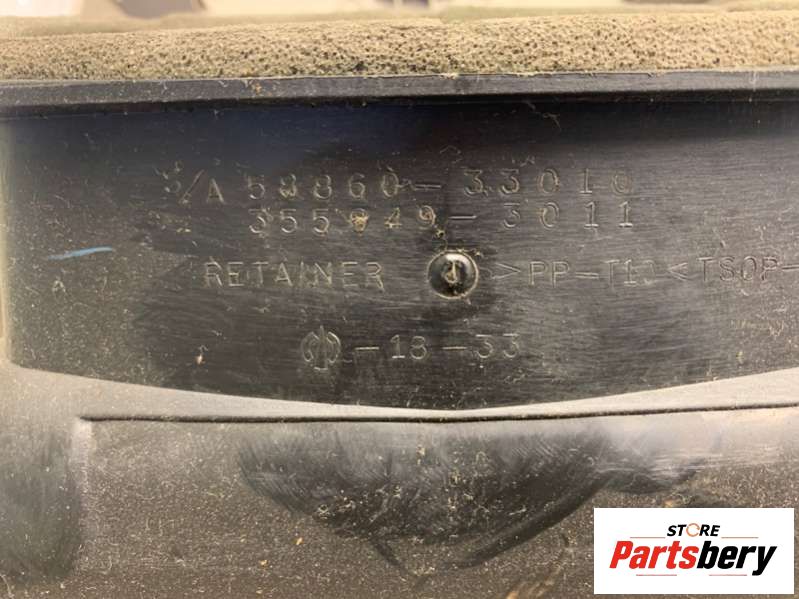 S/A 58860-33010
355849-3011
RETAINER >PP-T10<TSOP-
-18-33
STORE
Partsbery